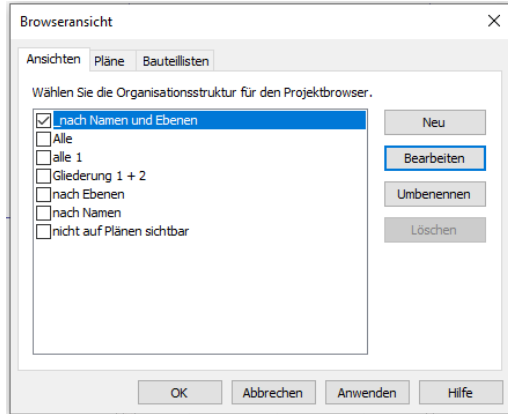 Browseransicht
Ansichten Pläne Bauteillisten
Wählen Sie die Organisationsstruktur für den Projektbrowser.
_nach Namen und Ebenen
Alle
alle 1
Gliederung 1 + 2
nach Ebenen
nach Namen
nicht auf Plänen sichtbar
Neu
Bearbeiten
Umbenennen
Löschen
OK Abbrechen Anwenden Hilfe